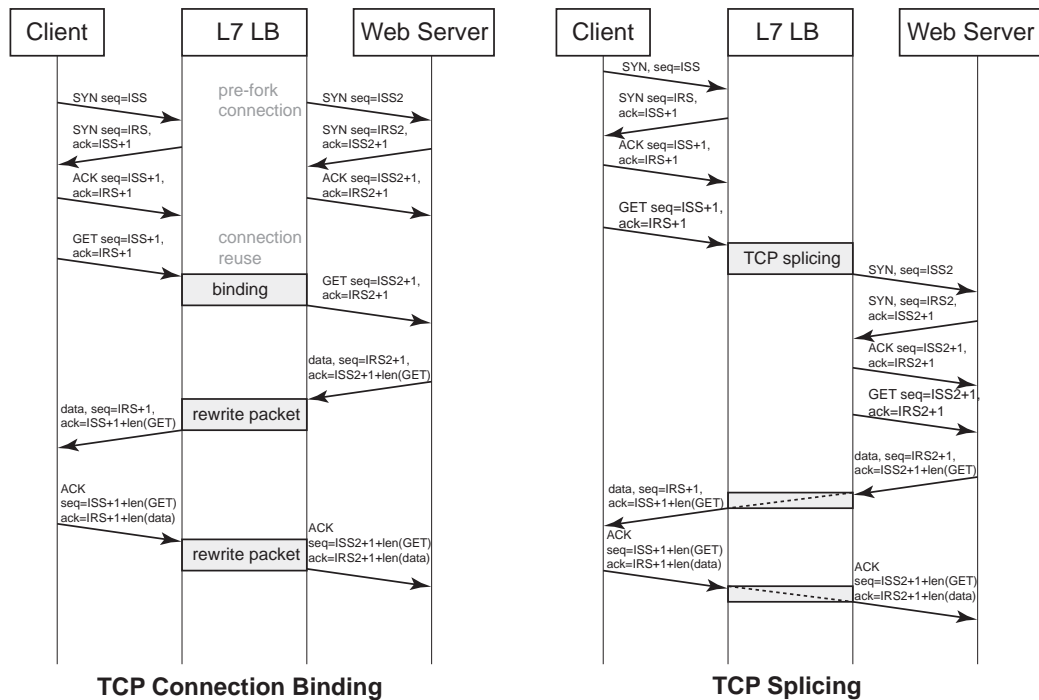 Client
L7 LB
Web Server
SYN seq=ISS
pre-fork
connection
SYN seq=ISS2
SYN seq=IRS,
ack=ISS+1
SYN seq=IRS2,
ack=ISS2+1
ACK seq=ISS+1,
ack=IRS+1
ACK seq=ISS2+1,
ack=IRS2+1
GET seq=ISS+1,
ack=IRS+1
connection
reuse
binding
GET seq=ISS2+1,
ack=IRS2+1
data, seq=IRS2+1,
ack=ISS2+1+len(GET)
rewrite packet
data, seq=IRS+1,
ack=ISS+1+len(GET)
ACK
seq=ISS+1+len(GET)
ack=IRS+1+len(data)
rewrite packet
ACK
seq=ISS2+1+len(GET)
ack=IRS2+1+len(data)
TCP Connection Binding
Client
L7 LB
Web Server
SYN, seq=ISS
SYN seq=IRS,
ack=ISS+1
ACK seq=ISS+1,
ack=IRS+1
GET seq=ISS+1,
ack=IRS+1
TCP splicing
SYN, seq=ISS2
SYN, seq=IRS2,
ack=ISS2+1
ACK seq=ISS2+1,
ack=IRS2+1
GET seq=ISS2+1,
ack=IRS2+1
data, seq=IRS2+1,
ack=ISS2+1+len(GET)
data, seq=IRS+1,
ack=ISS+1+len(GET)
ACK
seq=ISS+1+len(GET)
ack=IRS+1+len(data)
ACK
seq=ISS2+1+len(GET)
ack=IRS2+1+len(data)
TCP Splicing